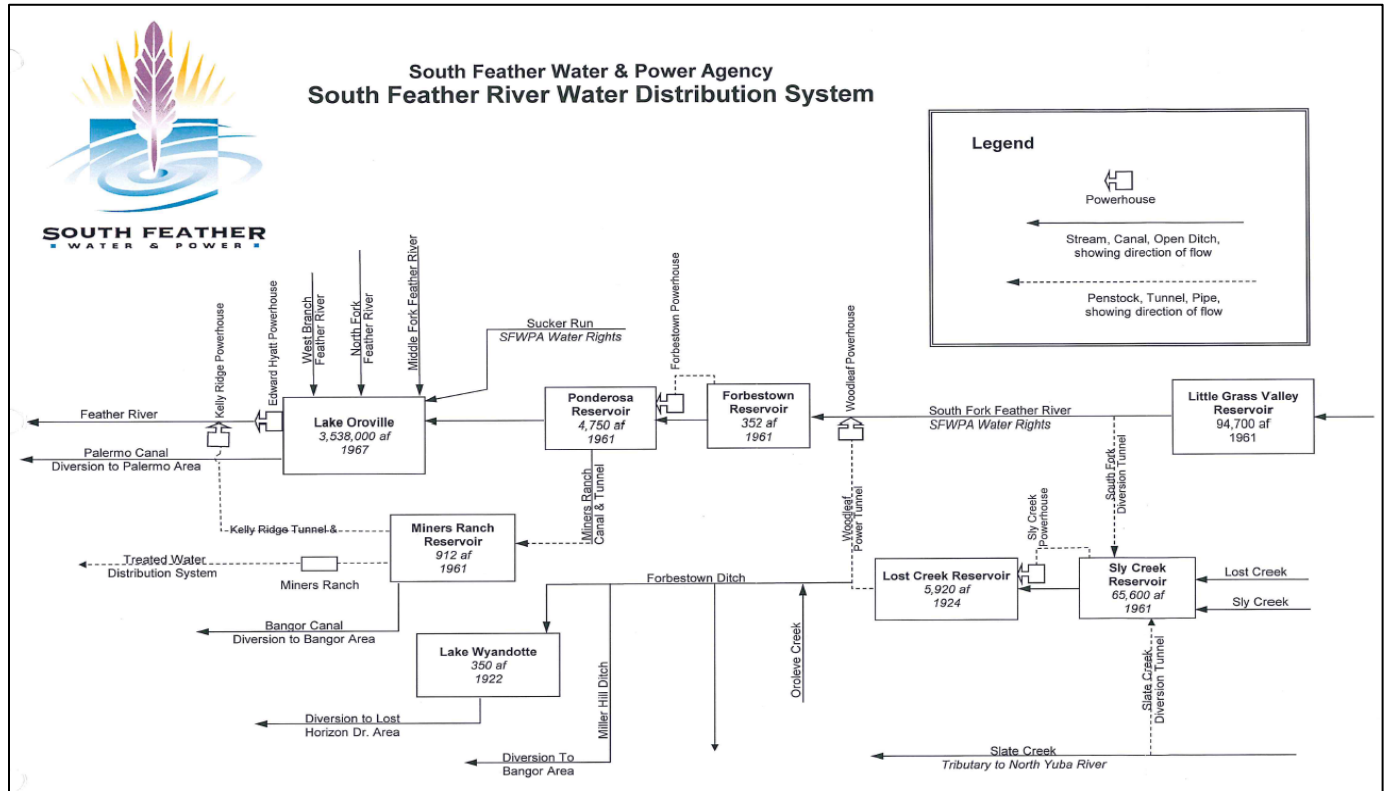 South Feather Water & Power Agency
South Feather River Water Distribution System
SOUTH FEATHER
WATER & POWER
Legend
Powerhouse
Stream, Canal, Open Ditch,
showing direction of flow
Penstock, Tunnel, Pipe,
showing direction of flow
Kelly Ridge Powerhouse
Edward Hyatt Powerhouse
West Branch
Feather River
North Fork
Feather River
Middle Fork Feather River
Sucker Run
SFWPA Water Rights
Forbestown Powerhouse
Woodleaf Powerhouse
Feather River
Lake Oroville
3,538,000 af
1967
Ponderosa
Reservoir
4,750 af
1961
Forbestown
Reservoir
352 af
1961
South Fork Feather River
SFWPA Water Rights
Little Grass Valley
Reservoir
94,700 af
1961
Palermo Canal
Diversion to Palermo Area
Miners Ranch
Canal & Tunnel
Woodleaf
Power Tunnel
South Fork
Diversion Tunnel
Kelly Ridge Tunnel &
Miners Ranch
Reservoir
912 af
1961
Sly Creek
Powerhouse
Treated Water
Distribution System
Miners Ranch
Forbestown Ditch
Lost Creek Reservoir
5,920 af
1924
Sly Creek
Reservoir
65,600 af
1961
Lost Creek
Sly Creek
Bangor Canal
Diversion to Bangor Area
Lake Wyandotte
350 af
1922
Miller Hill Ditch
Oroleve Creek
Slate Creek
Diversion Tunnel
Diversion to Lost
Horizon Dr. Area
Diversion To
Bangor Area
Slate Creek
Tributary to North Yuba River